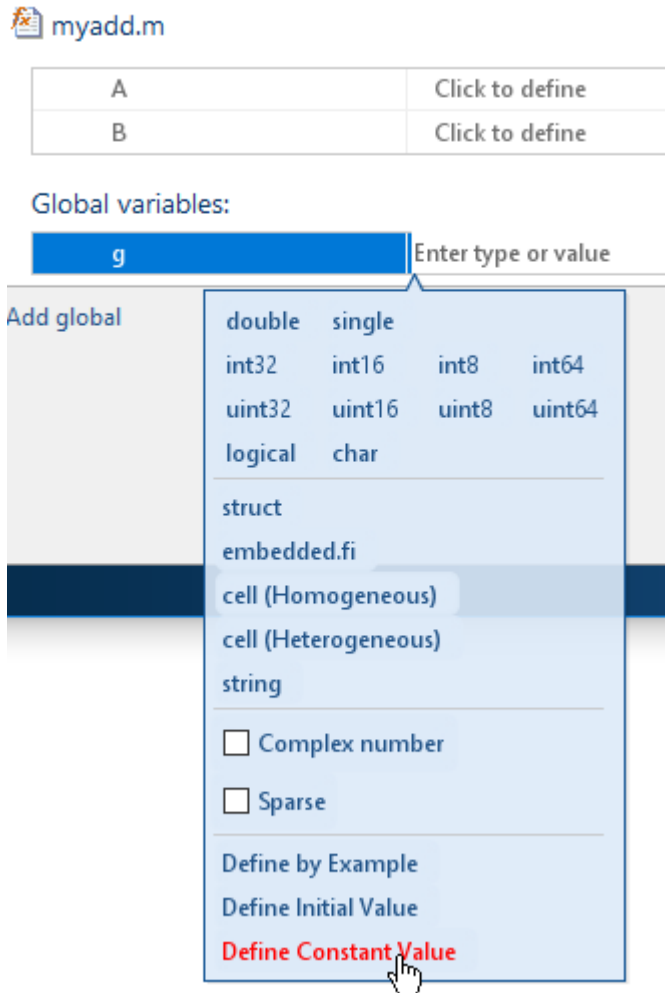 myadd.m
A Click to define
B Click to define
Global variables:
g Enter type or value
Add global
double single
int32 int16 int8 int64
uint32 uint16 uint8 uint64
logical char
struct
embedded.fi
cell (Homogeneous)
cell (Heterogeneous)
string
Complex number
Sparse
Define by Example
Define Initial Value
Define Constant Value